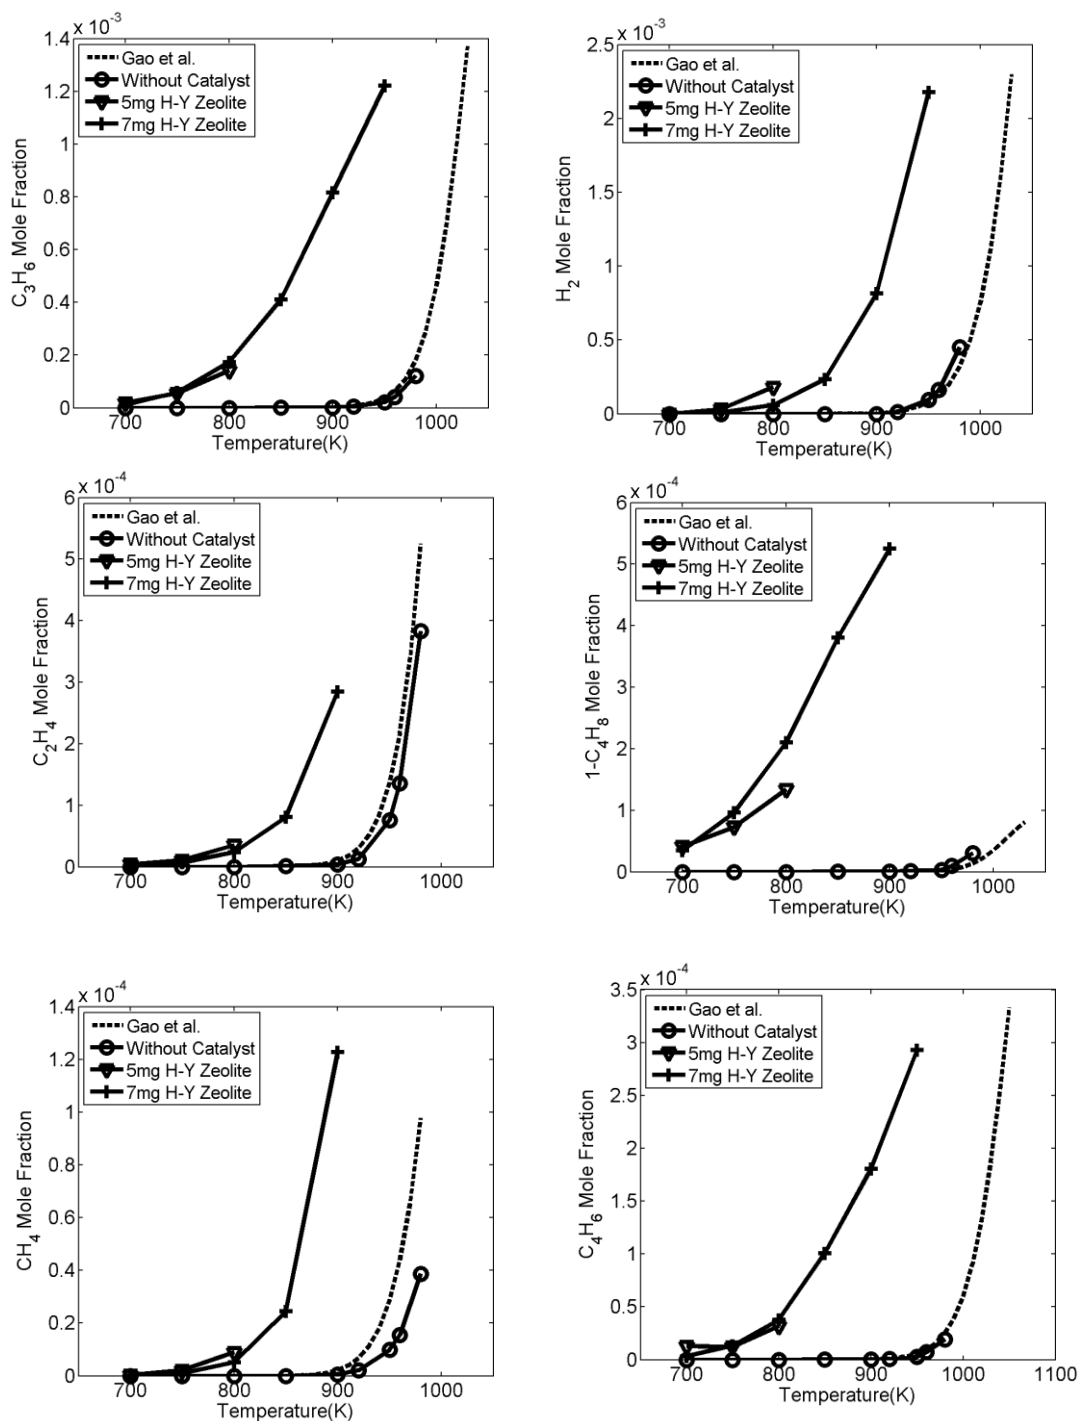 x 10⁻³
1.4
1.2
1
0.8
0.6
0.4
0.2
0
C₃H₆ Mole Fraction
Gao et al.
Without Catalyst
5mg H-Y Zeolite
7mg H-Y Zeolite
700 800 900 1000
Temperature(K)
x 10⁻³
2.5
2
1.5
1
0.5
0
H₂ Mole Fraction
Gao et al.
Without Catalyst
5mg H-Y Zeolite
7mg H-Y Zeolite
700 800 900 1000
Temperature(K)
x 10⁻⁴
6
5
4
3
2
1
0
C₂H₄ Mole Fraction
Gao et al.
Without Catalyst
5mg H-Y Zeolite
7mg H-Y Zeolite
700 800 900 1000
Temperature(K)
x 10⁻⁴
6
5
4
3
2
1
0
1-C₄H₈ Mole Fraction
Gao et al.
Without Catalyst
5mg H-Y Zeolite
7mg H-Y Zeolite
700 800 900 1000
Temperature(K)
x 10⁻⁴
1.4
1.2
1
0.8
0.6
0.4
0.2
0
CH₄ Mole Fraction
Gao et al.
Without Catalyst
5mg H-Y Zeolite
7mg H-Y Zeolite
700 800 900 1000
Temperature(K)
x 10⁻⁴
3.5
3
2.5
2
1.5
1
0.5
0
C₄H₆ Mole Fraction
Gao et al.
Without Catalyst
5mg H-Y Zeolite
7mg H-Y Zeolite
700 800 900 1000 1100
Temperature(K)